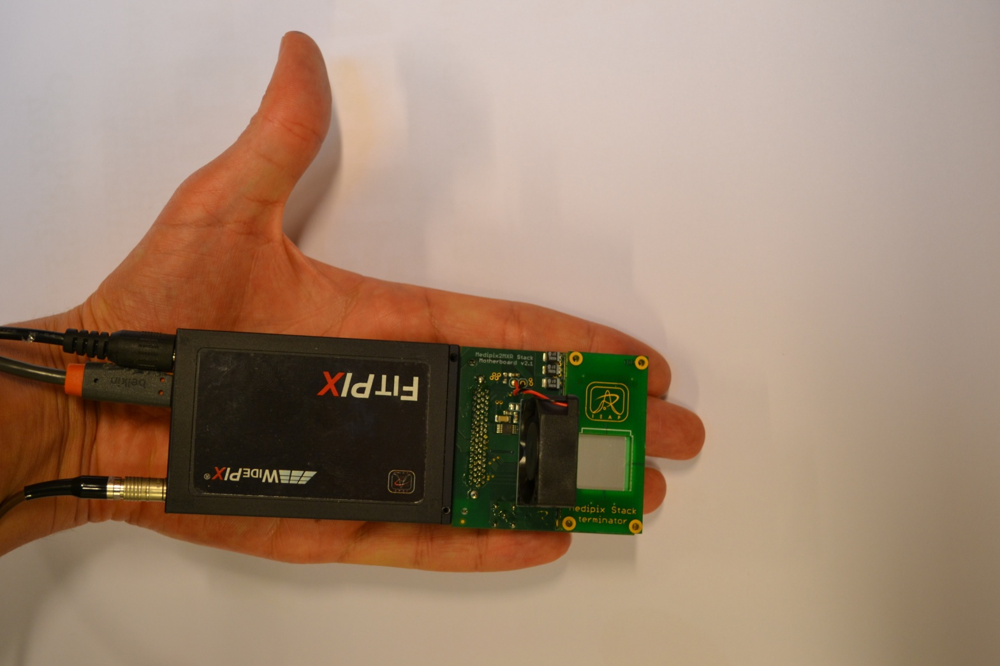 FITPIX
WIDEPIX®
belkin
Medipix2MXR Stack
Motherboard v2.1
IEAP
Medipix Stack
terminator